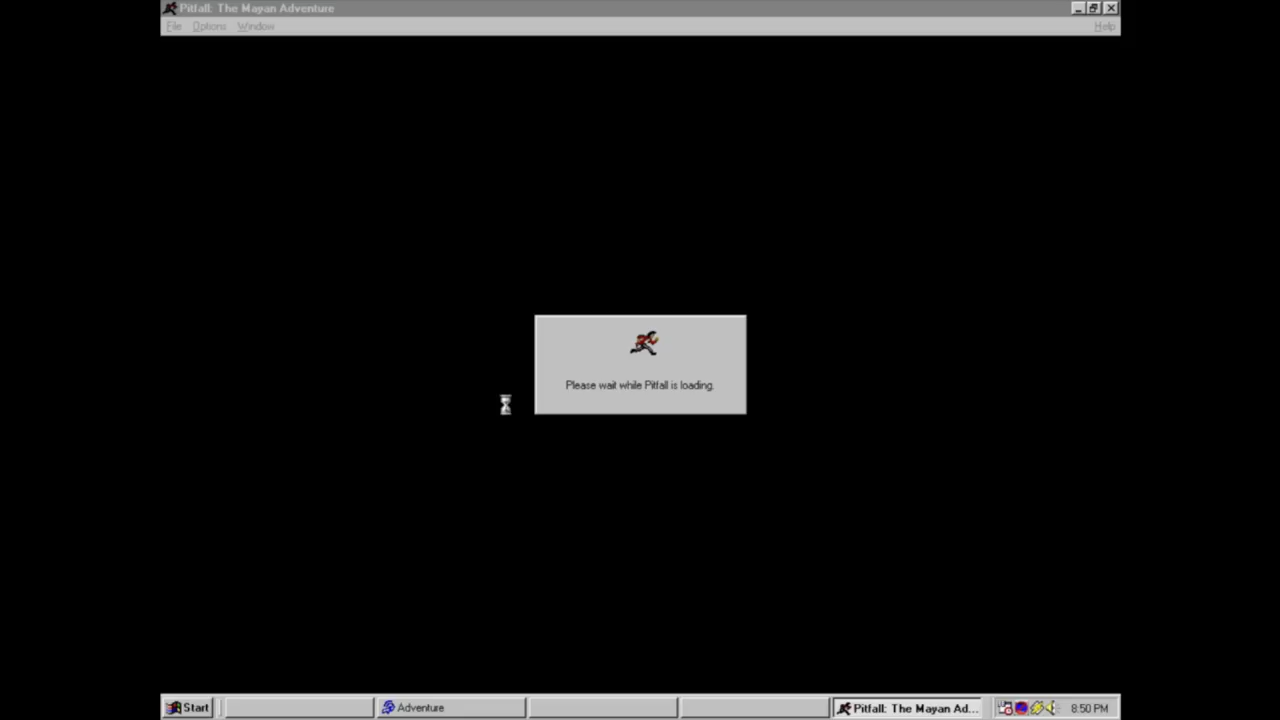 Pitfall: The Mayan Adventure
File Options Window Help
Please wait while Pitfall is loading.
Start Adventure Pitfall: The Mayan Ad... 8:50 PM